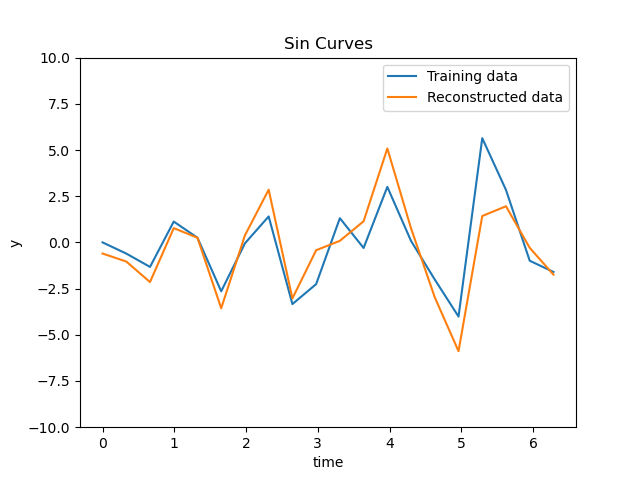 Sin Curves
Training data
Reconstructed data
10.0
7.5
5.0
2.5
0.0
−2.5
−5.0
−7.5
−10.0
y
0 1 2 3 4 5 6
time